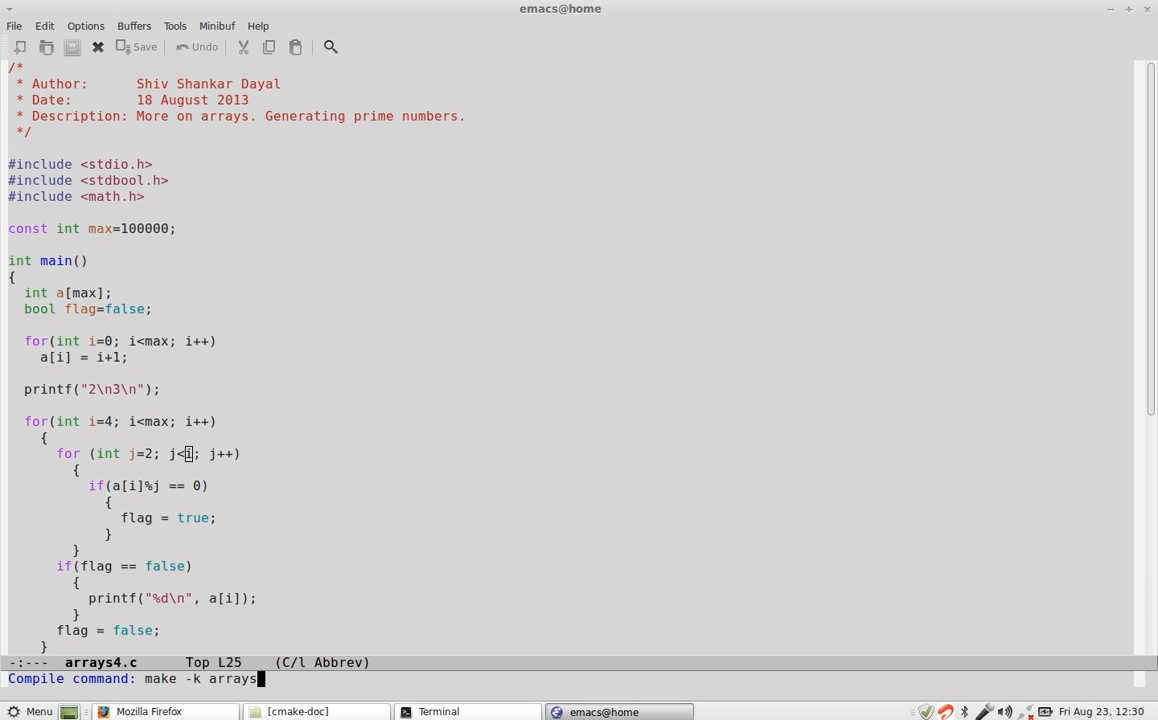 emacs@home
File Edit Options Buffers Tools Minibuf Help
Save Undo
/*
 * Author:      Shiv Shankar Dayal
 * Date:        18 August 2013
 * Description: More on arrays. Generating prime numbers.
 */
#include <stdio.h>
#include <stdbool.h>
#include <math.h>
const int max=100000;
int main()
{
  int a[max];
  bool flag=false;
  for(int i=0; i<max; i++)
    a[i] = i+1;
  printf("2\n3\n");
  for(int i=4; i<max; i++)
    {
      for (int j=2; j<i; j++)
        {
          if(a[i]%j == 0)
            {
              flag = true;
            }
        }
      if(flag == false)
        {
          printf("%d\n", a[i]);
        }
      flag = false;
    }
-:---  arrays4.c      Top L25    (C/l Abbrev)
Compile command: make -k arrays
Menu Mozilla Firefox [cmake-doc] Terminal emacs@home Fri Aug 23, 12:30